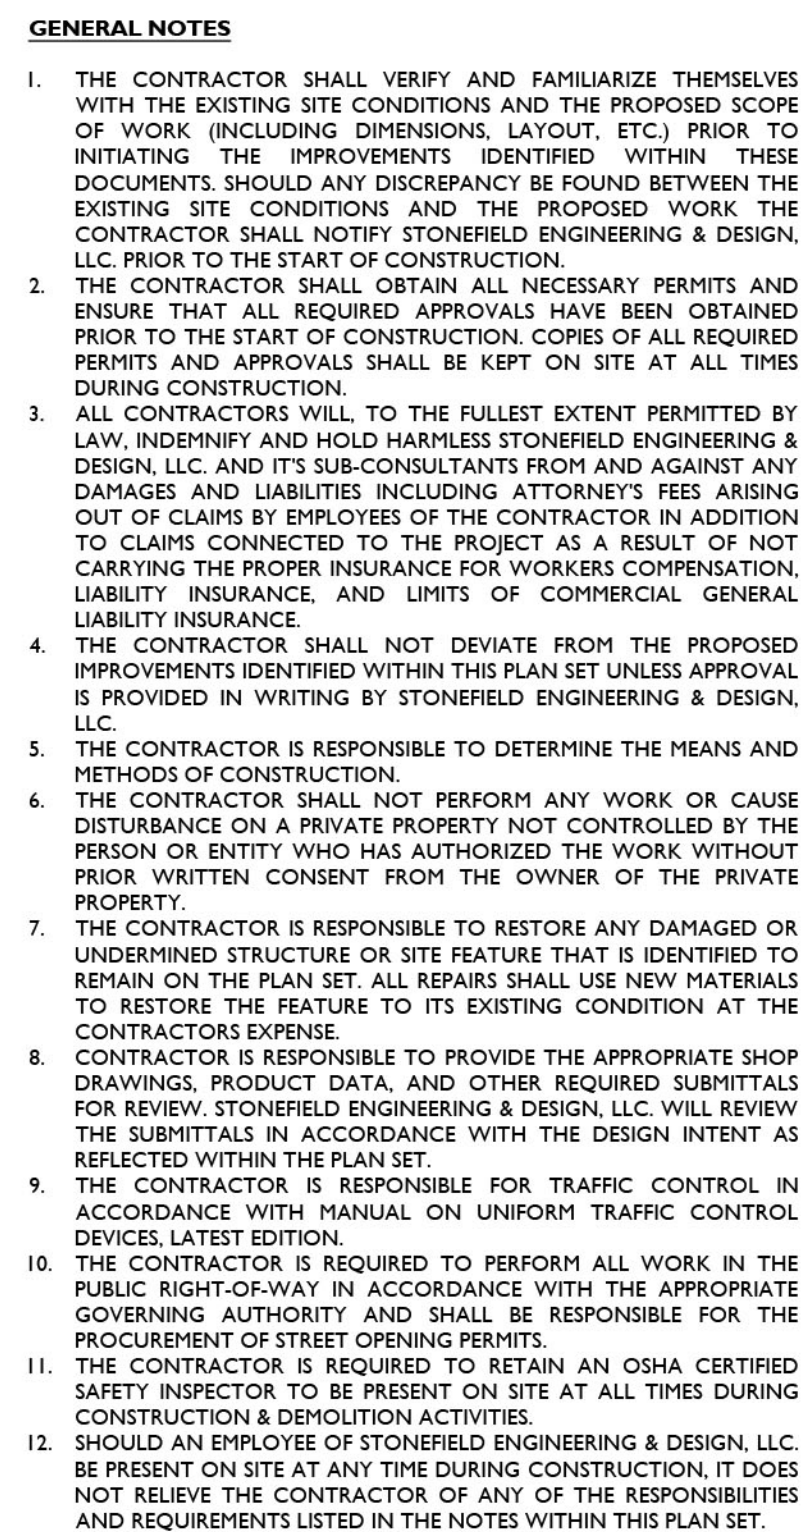 GENERAL NOTES
1. THE CONTRACTOR SHALL VERIFY AND FAMILIARIZE THEMSELVES
WITH THE EXISTING SITE CONDITIONS AND THE PROPOSED SCOPE
OF WORK (INCLUDING DIMENSIONS, LAYOUT, ETC.) PRIOR TO
INITIATING THE IMPROVEMENTS IDENTIFIED WITHIN THESE
DOCUMENTS. SHOULD ANY DISCREPANCY BE FOUND BETWEEN THE
EXISTING SITE CONDITIONS AND THE PROPOSED WORK THE
CONTRACTOR SHALL NOTIFY STONEFIELD ENGINEERING & DESIGN,
LLC. PRIOR TO THE START OF CONSTRUCTION.
2. THE CONTRACTOR SHALL OBTAIN ALL NECESSARY PERMITS AND
ENSURE THAT ALL REQUIRED APPROVALS HAVE BEEN OBTAINED
PRIOR TO THE START OF CONSTRUCTION. COPIES OF ALL REQUIRED
PERMITS AND APPROVALS SHALL BE KEPT ON SITE AT ALL TIMES
DURING CONSTRUCTION.
3. ALL CONTRACTORS WILL, TO THE FULLEST EXTENT PERMITTED BY
LAW, INDEMNIFY AND HOLD HARMLESS STONEFIELD ENGINEERING &
DESIGN, LLC. AND IT'S SUB-CONSULTANTS FROM AND AGAINST ANY
DAMAGES AND LIABILITIES INCLUDING ATTORNEY'S FEES ARISING
OUT OF CLAIMS BY EMPLOYEES OF THE CONTRACTOR IN ADDITION
TO CLAIMS CONNECTED TO THE PROJECT AS A RESULT OF NOT
CARRYING THE PROPER INSURANCE FOR WORKERS COMPENSATION,
LIABILITY INSURANCE, AND LIMITS OF COMMERCIAL GENERAL
LIABILITY INSURANCE.
4. THE CONTRACTOR SHALL NOT DEVIATE FROM THE PROPOSED
IMPROVEMENTS IDENTIFIED WITHIN THIS PLAN SET UNLESS APPROVAL
IS PROVIDED IN WRITING BY STONEFIELD ENGINEERING & DESIGN,
LLC.
5. THE CONTRACTOR IS RESPONSIBLE TO DETERMINE THE MEANS AND
METHODS OF CONSTRUCTION.
6. THE CONTRACTOR SHALL NOT PERFORM ANY WORK OR CAUSE
DISTURBANCE ON A PRIVATE PROPERTY NOT CONTROLLED BY THE
PERSON OR ENTITY WHO HAS AUTHORIZED THE WORK WITHOUT
PRIOR WRITTEN CONSENT FROM THE OWNER OF THE PRIVATE
PROPERTY.
7. THE CONTRACTOR IS RESPONSIBLE TO RESTORE ANY DAMAGED OR
UNDERMINED STRUCTURE OR SITE FEATURE THAT IS IDENTIFIED TO
REMAIN ON THE PLAN SET. ALL REPAIRS SHALL USE NEW MATERIALS
TO RESTORE THE FEATURE TO ITS EXISTING CONDITION AT THE
CONTRACTORS EXPENSE.
8. CONTRACTOR IS RESPONSIBLE TO PROVIDE THE APPROPRIATE SHOP
DRAWINGS, PRODUCT DATA, AND OTHER REQUIRED SUBMITTALS
FOR REVIEW. STONEFIELD ENGINEERING & DESIGN, LLC. WILL REVIEW
THE SUBMITTALS IN ACCORDANCE WITH THE DESIGN INTENT AS
REFLECTED WITHIN THE PLAN SET.
9. THE CONTRACTOR IS RESPONSIBLE FOR TRAFFIC CONTROL IN
ACCORDANCE WITH MANUAL ON UNIFORM TRAFFIC CONTROL
DEVICES, LATEST EDITION.
10. THE CONTRACTOR IS REQUIRED TO PERFORM ALL WORK IN THE
PUBLIC RIGHT-OF-WAY IN ACCORDANCE WITH THE APPROPRIATE
GOVERNING AUTHORITY AND SHALL BE RESPONSIBLE FOR THE
PROCUREMENT OF STREET OPENING PERMITS.
11. THE CONTRACTOR IS REQUIRED TO RETAIN AN OSHA CERTIFIED
SAFETY INSPECTOR TO BE PRESENT ON SITE AT ALL TIMES DURING
CONSTRUCTION & DEMOLITION ACTIVITIES.
12. SHOULD AN EMPLOYEE OF STONEFIELD ENGINEERING & DESIGN, LLC.
BE PRESENT ON SITE AT ANY TIME DURING CONSTRUCTION, IT DOES
NOT RELIEVE THE CONTRACTOR OF ANY OF THE RESPONSIBILITIES
AND REQUIREMENTS LISTED IN THE NOTES WITHIN THIS PLAN SET.